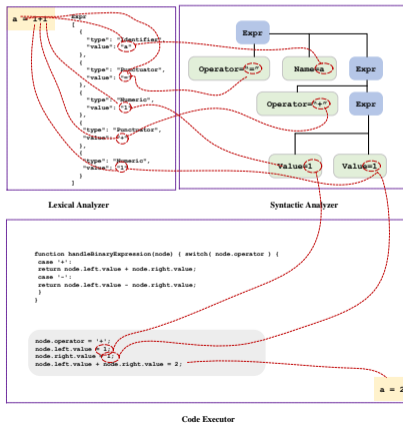 a = 1+1
Expr
[
{
"type": "Identifier",
"value": "a"
},
{
"type": "Punctuator",
"value": "="
},
{
"type": "Numeric",
"value": "1"
},
{
"type": "Punctuator",
"value": "+"
},
{
"type": "Numeric",
"value": "1"
}
]
Lexical Analyzer
Expr
Operator="="
Name=a
Expr
Operator="+"
Expr
Value=1
Value=1
Syntactic Analyzer
function handleBinaryExpression(node) { switch( node.operator ) {
case '+':
return node.left.value + node.right.value;
case '-':
return node.left.value - node.right.value;
}
}
node.operator = '+';
node.left.value = 1;
node.right.value = 1;
node.left.value + node.right.value = 2;
a = 2
Code Executor